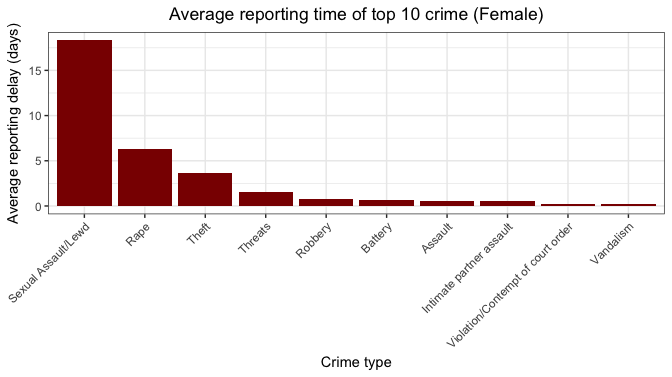 Average reporting time of top 10 crime (Female)
Average reporting delay (days)
15
10
5
0
Sexual Assault/Lewd
Rape
Theft
Threats
Robbery
Battery
Assault
Intimate partner assault
Violation/Contempt of court order
Vandalism
Crime type